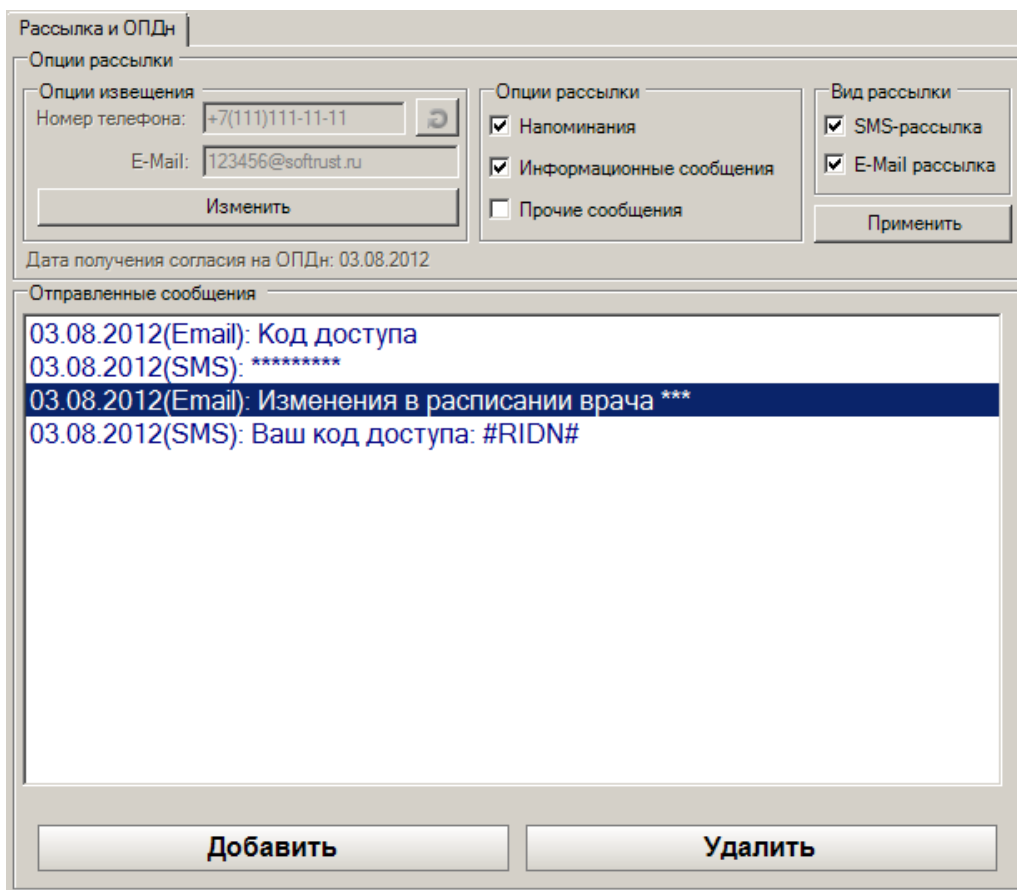 Рассылка и ОПДн
Опции рассылки
Опции извещения
Номер телефона: +7(111)111-11-11
E-Mail: 123456@softrust.ru
Изменить
Опции рассылки
Напоминания
Информационные сообщения
Прочие сообщения
Вид рассылки
SMS-рассылка
E-Mail рассылка
Применить
Дата получения согласия на ОПДн: 03.08.2012
Отправленные сообщения
03.08.2012(Email): Код доступа
03.08.2012(SMS): *********
03.08.2012(Email): Изменения в расписании врача ***
03.08.2012(SMS): Ваш код доступа: #RIDN#
Добавить
Удалить